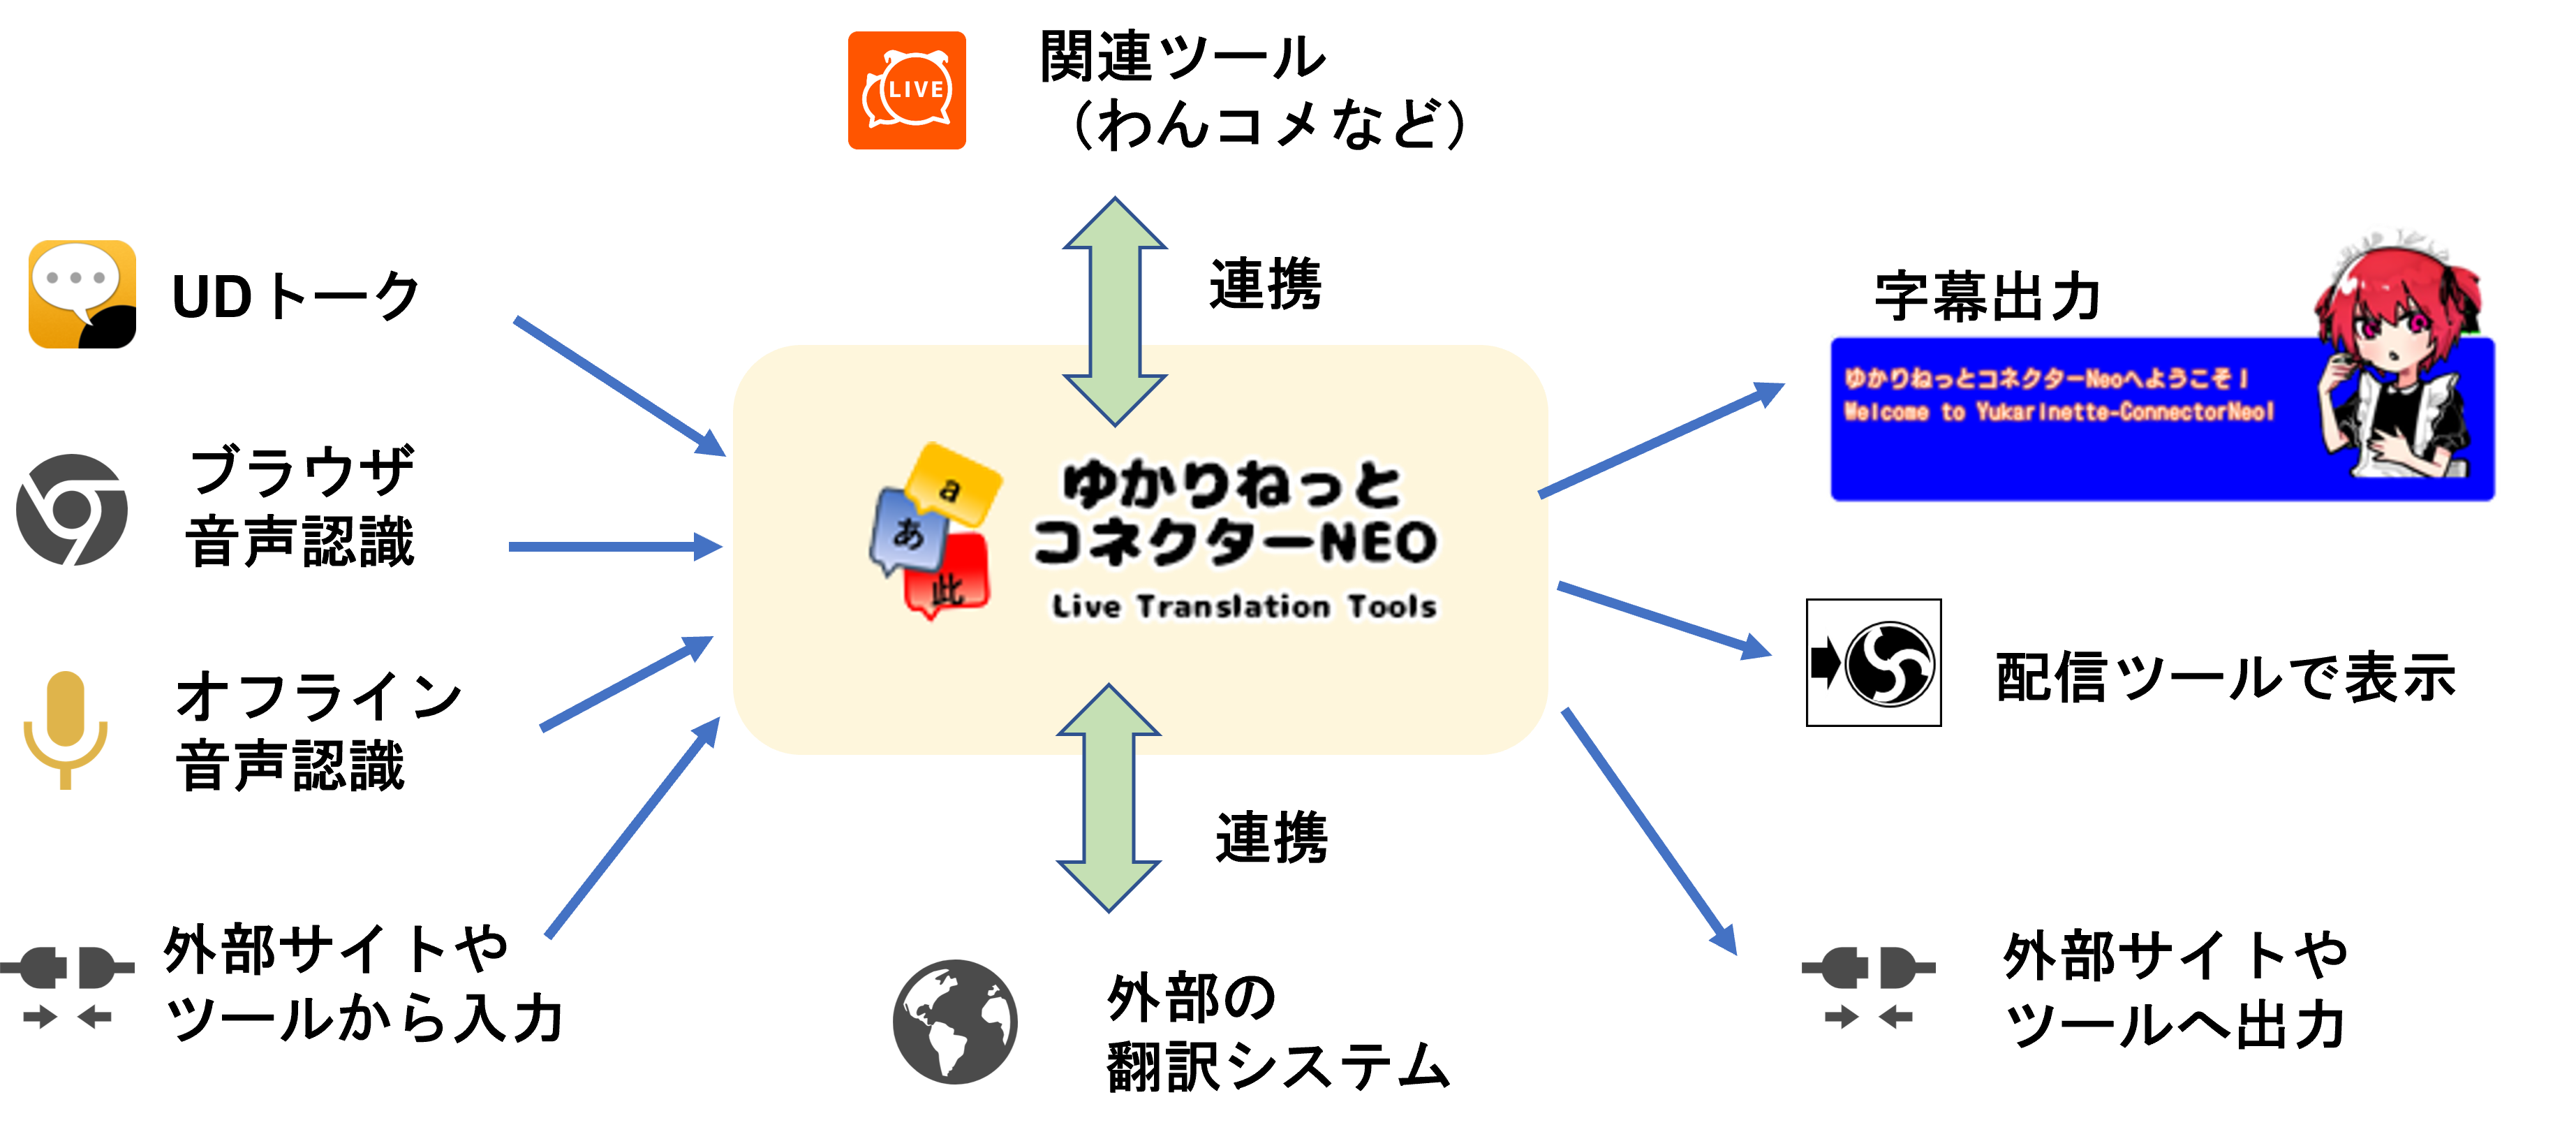 LIVE
関連ツール
（わんコメなど）
連携
UDトーク
ブラウザ
音声認識
オフライン
音声認識
外部サイトや
ツールから入力
a
あ
此
ゆかりねっと
コネクターNEO
Live Translation Tools
連携
外部の
翻訳システム
字幕出力
ゆかりねっとコネクターNeoへようこそ！
Welcome to Yukarinette-ConnectorNeo!
配信ツールで表示
外部サイトや
ツールへ出力